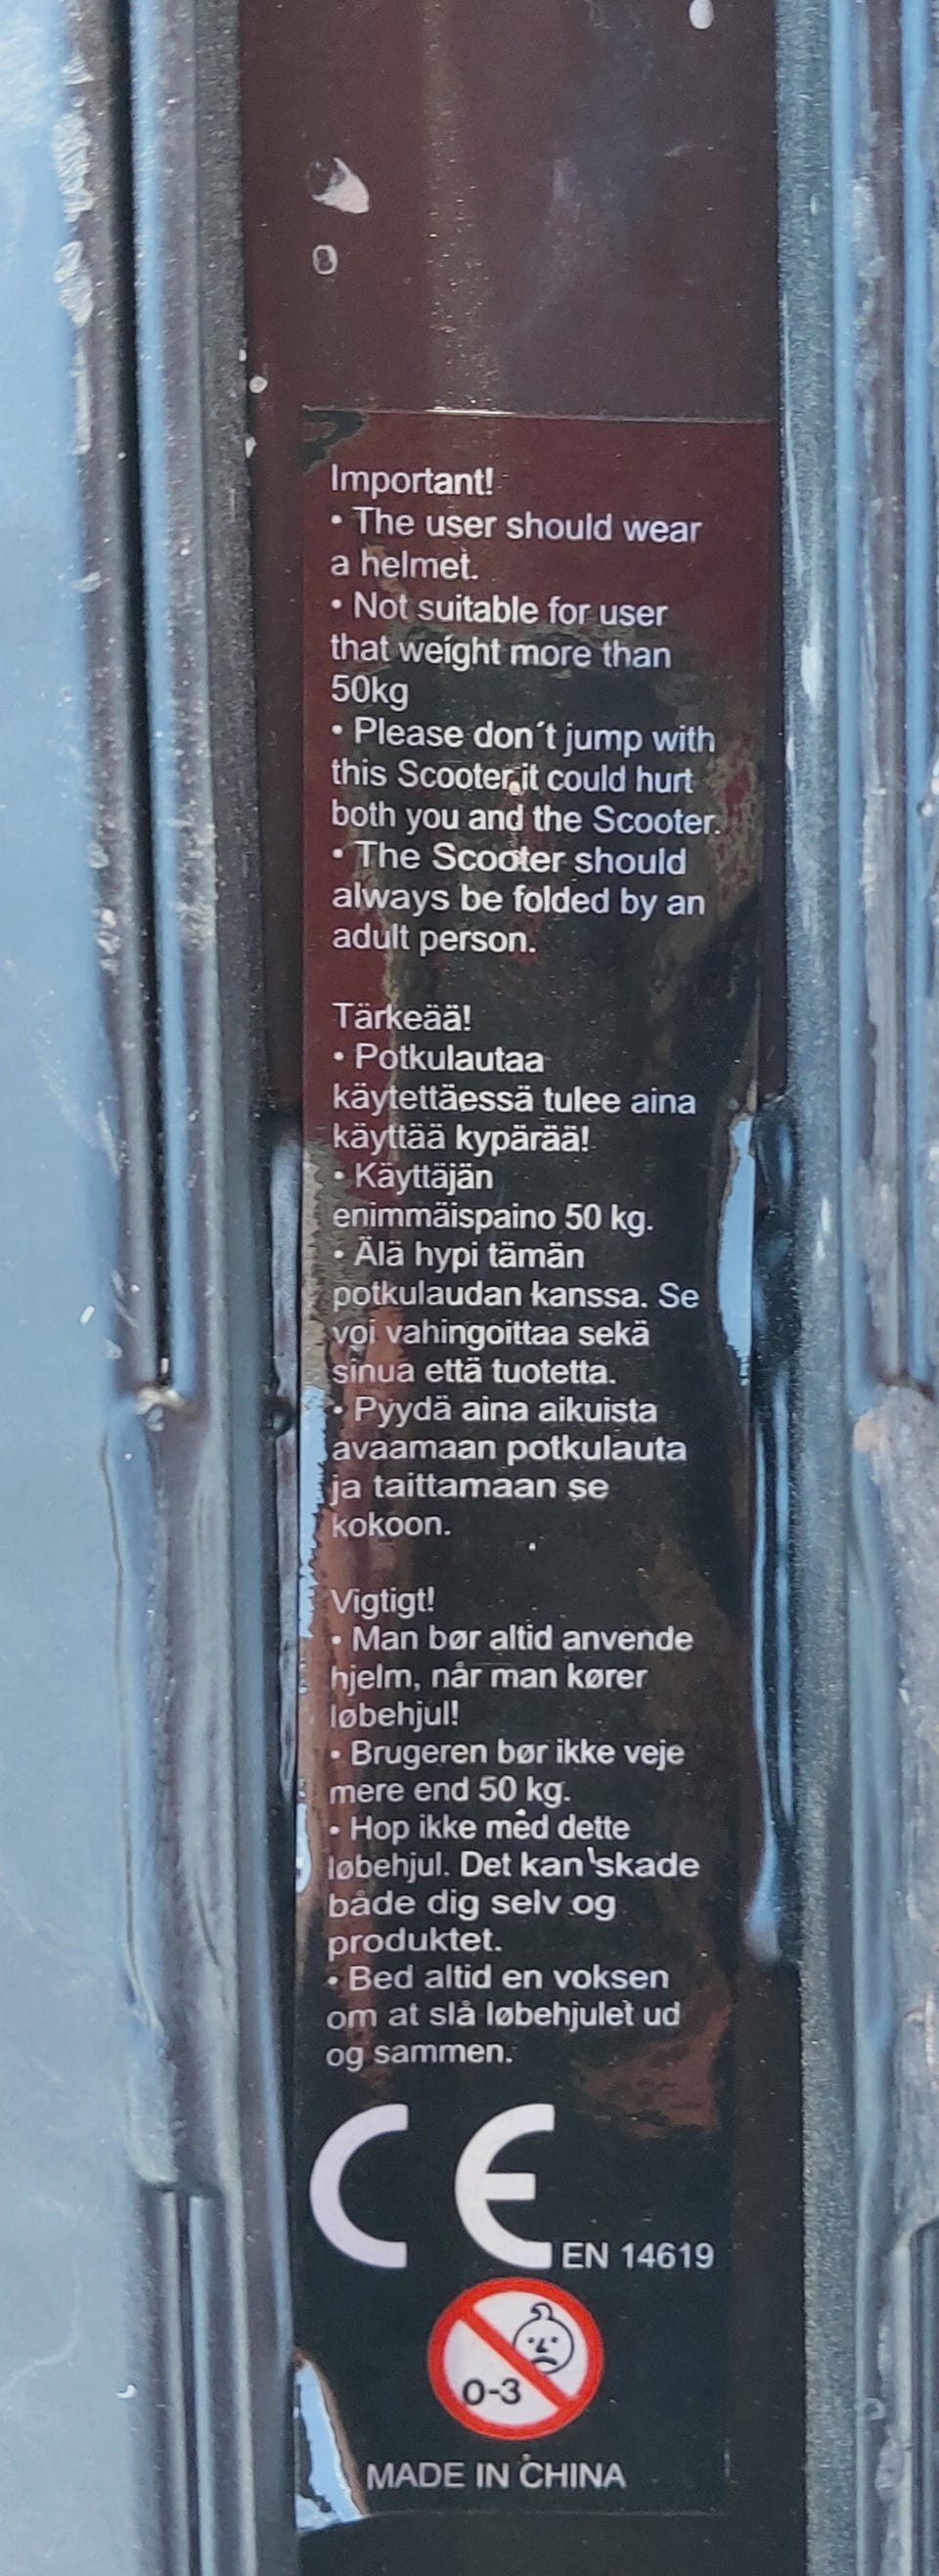 Important!
• The user should wear
a helmet.
• Not suitable for user
that weight more than
50kg
• Please don´t jump with
this Scooter,it could hurt
both you and the Scooter.
• The Scooter should
always be folded by an
adult person.
Tärkeää!
• Potkulautaa
käytettäessä tulee aina
käyttää kypärää!
• Käyttäjän
enimmäispaino 50 kg.
• Älä hypi tämän
potkulaudan kanssa. Se
voi vahingoittaa sekä
sinua että tuotetta.
• Pyydä aina aikuista
avaamaan potkulauta
ja taittamaan se
kokoon.
Vigtigt!
• Man bør altid anvende
hjelm, når man kører
løbehjul!
• Brugeren bør ikke veje
mere end 50 kg.
• Hop ikke med dette
løbehjul. Det kan skade
både dig selv og
produktet.
• Bed altid en voksen
om at slå løbehjulet ud
og sammen.
CE EN 14619
0-3
MADE IN CHINA